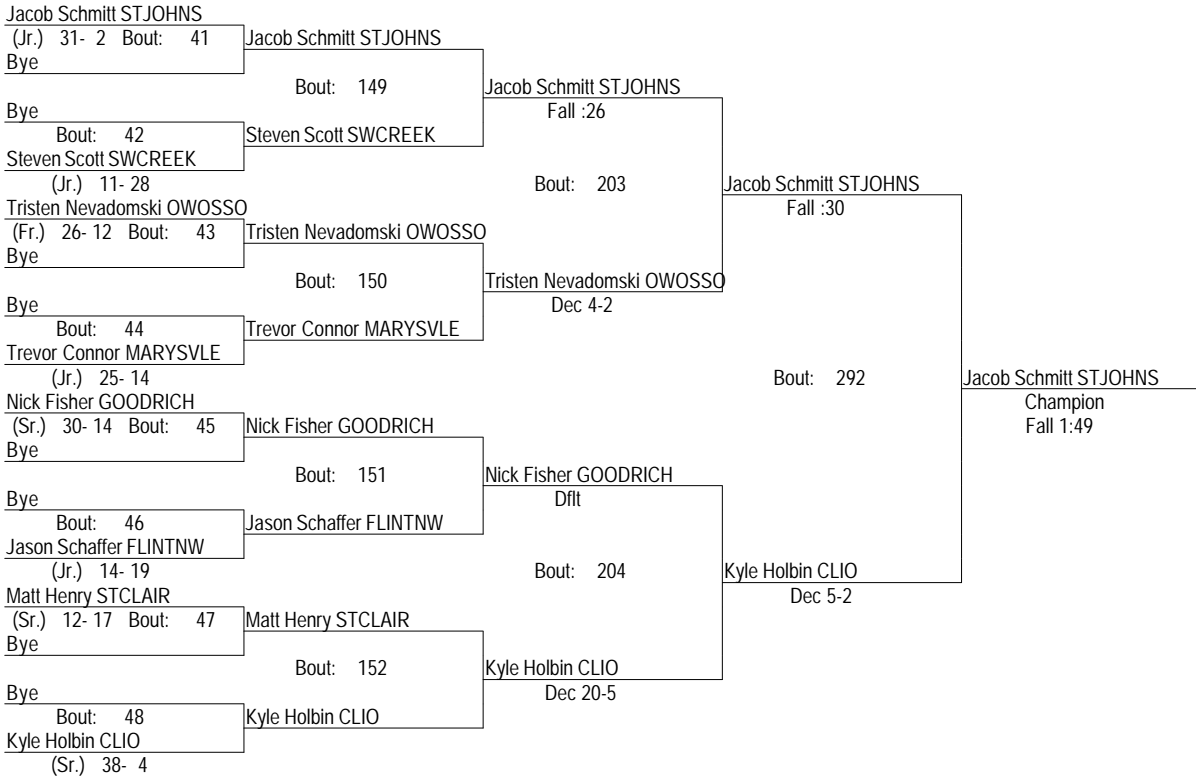 Jacob Schmitt STJOHNS
(Jr.) 31- 2 Bout: 41 Jacob Schmitt STJOHNS
Bye
Bout: 149 Jacob Schmitt STJOHNS
Bye Fall :26
Bout: 42 Steven Scott SWCREEK
Steven Scott SWCREEK
(Jr.) 11- 28 Bout: 203 Jacob Schmitt STJOHNS
Tristen Nevadomski OWOSSO Fall :30
(Fr.) 26- 12 Bout: 43 Tristen Nevadomski OWOSSO
Bye
Bout: 150 Tristen Nevadomski OWOSSO
Bye Dec 4-2
Bout: 44 Trevor Connor MARYSVLE
Trevor Connor MARYSVLE
(Jr.) 25- 14 Bout: 292 Jacob Schmitt STJOHNS
Nick Fisher GOODRICH Champion
(Sr.) 30- 14 Bout: 45 Nick Fisher GOODRICH Fall 1:49
Bye
Bout: 151 Nick Fisher GOODRICH
Bye Dflt
Bout: 46 Jason Schaffer FLINTNW
Jason Schaffer FLINTNW
(Jr.) 14- 19 Bout: 204 Kyle Holbin CLIO
Matt Henry STCLAIR Dec 5-2
(Sr.) 12- 17 Bout: 47 Matt Henry STCLAIR
Bye
Bout: 152 Kyle Holbin CLIO
Bye Dec 20-5
Bout: 48 Kyle Holbin CLIO
Kyle Holbin CLIO
(Sr.) 38- 4